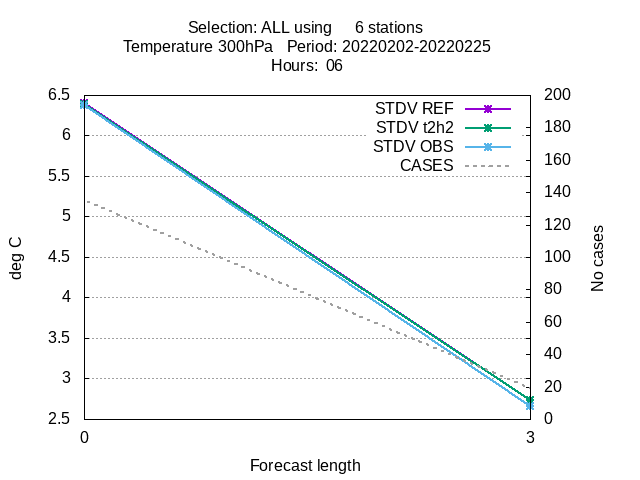 Selection: ALL using 6 stations
Temperature 300hPa Period: 20220202-20220225
Hours: 06
6.5 200
STDV REF
180
6 STDV t2h2
STDV OBS
160 CASES
5.5
140
5 120
deg C
4.5 100
No cases
4 80
60
3.5
40
3 20
2.5 0
0 3
Forecast length